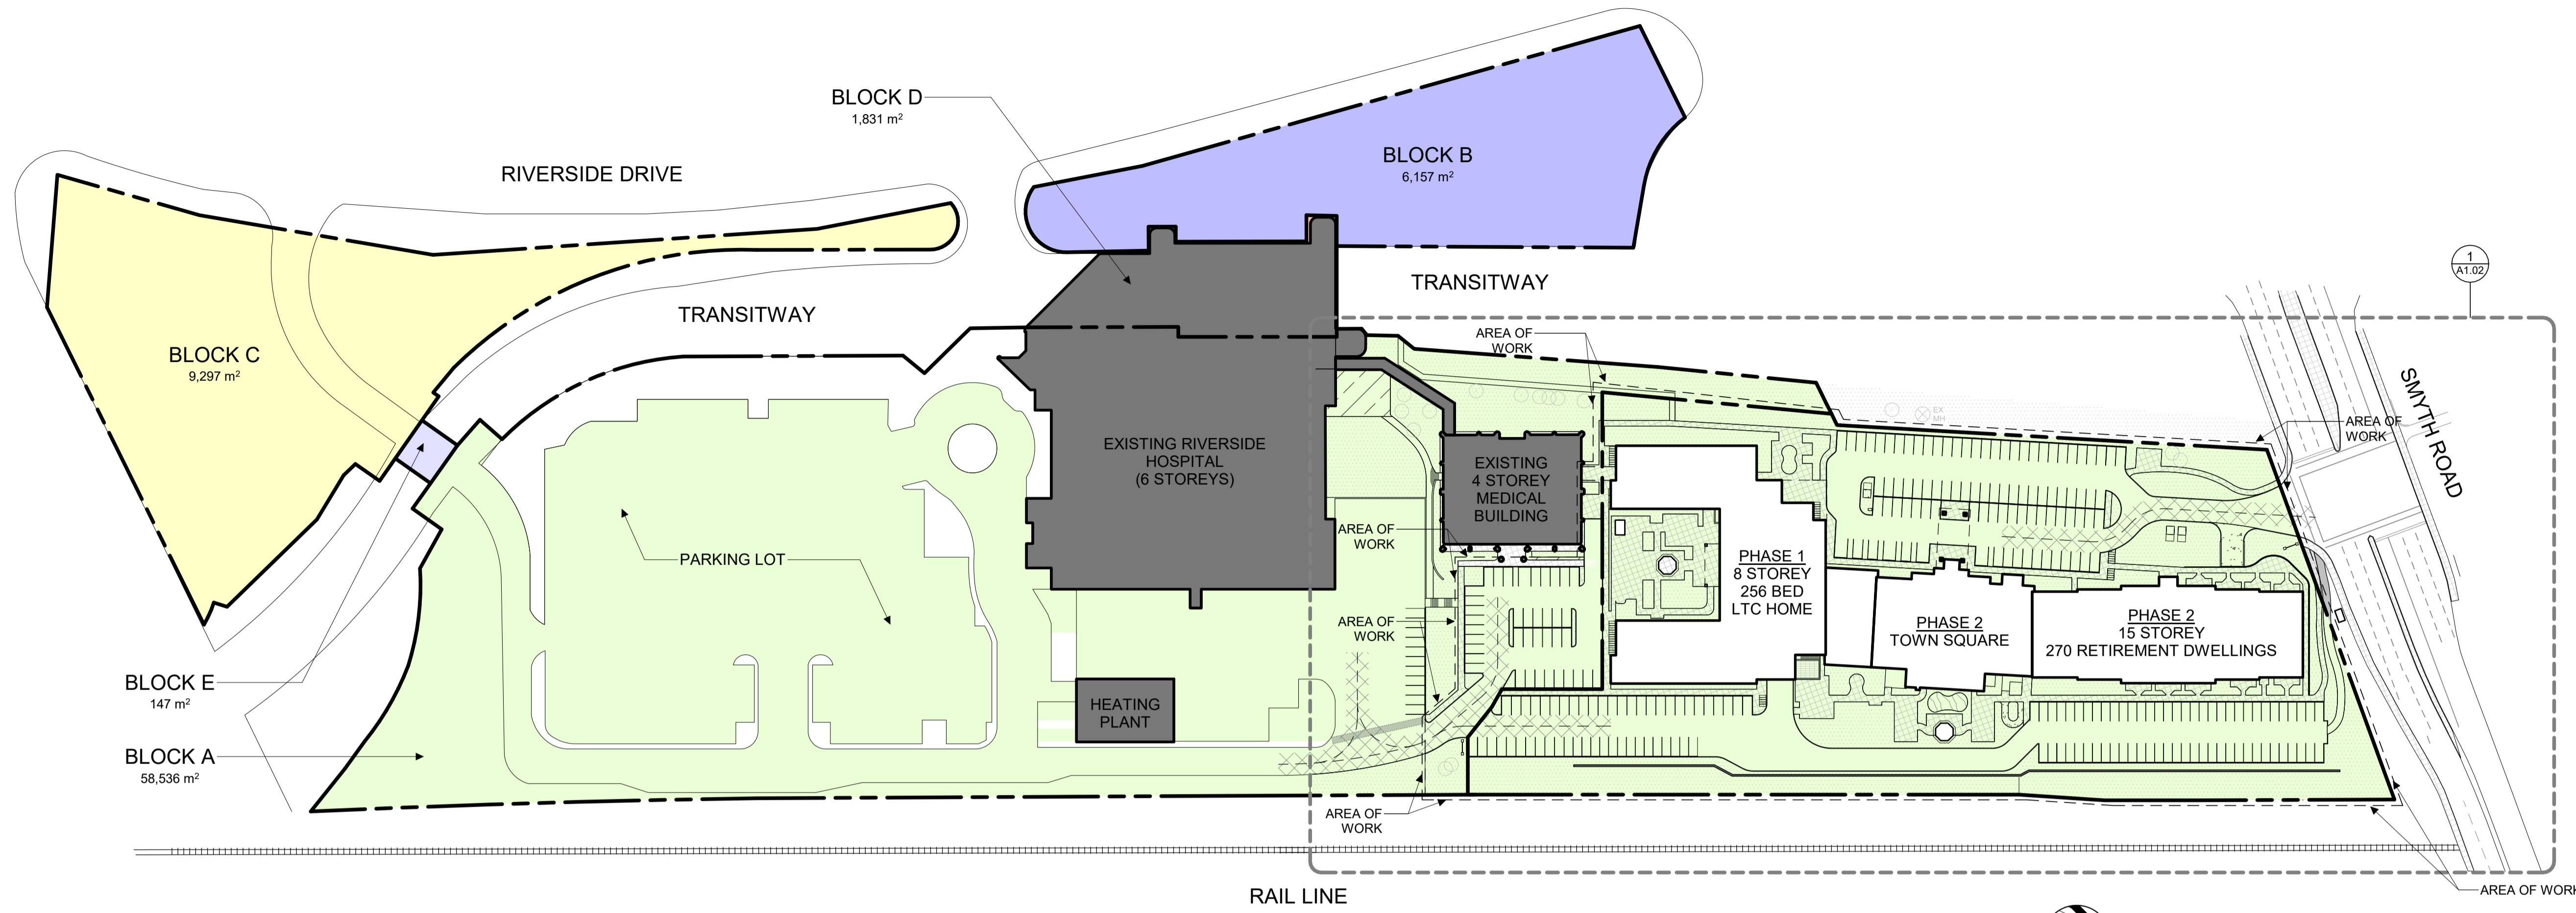 BLOCK D
1,831 m²
BLOCK B
6,157 m²
RIVERSIDE DRIVE
TRANSITWAY
1
A1.02
TRANSITWAY
AREA OF
WORK
BLOCK C
9,297 m²
SMYTH ROAD
EX
MH
AREA OF
WORK
EXISTING RIVERSIDE
HOSPITAL
(6 STOREYS)
EXISTING
4 STOREY
MEDICAL
BUILDING
AREA OF
WORK
PARKING LOT
PHASE 1
8 STOREY
256 BED
LTC HOME
AREA OF
WORK
PHASE 2
TOWN SQUARE
PHASE 2
15 STOREY
270 RETIREMENT DWELLINGS
BLOCK E
147 m²
HEATING
PLANT
BLOCK A
58,536 m²
AREA OF
WORK
RAIL LINE
AREA OF WORK